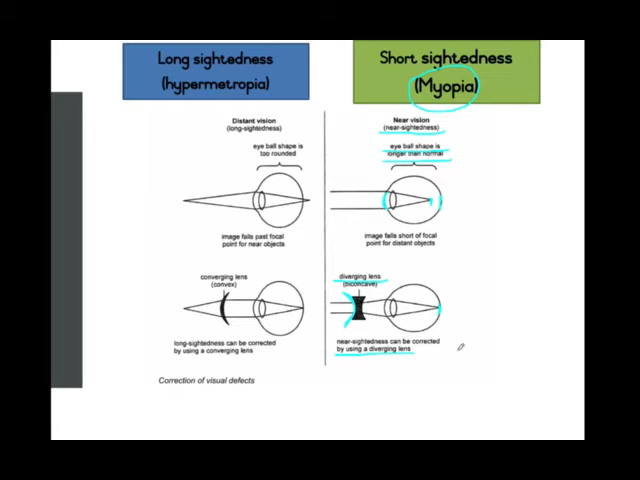 Long sightedness
(hypermetropia)
Short sightedness
(Myopia)
Distant vision
(long-sightedness)
eye ball shape is
too rounded
image falls past focal
point for near objects
converging lens
(convex)
long-sightedness can be corrected
by using a converging lens
Near vision
(near-sightedness)
eye ball shape is
longer than normal
image falls short of focal
point for distant objects
diverging lens
(biconcave)
near-sightedness can be corrected
by using a diverging lens
Correction of visual defects